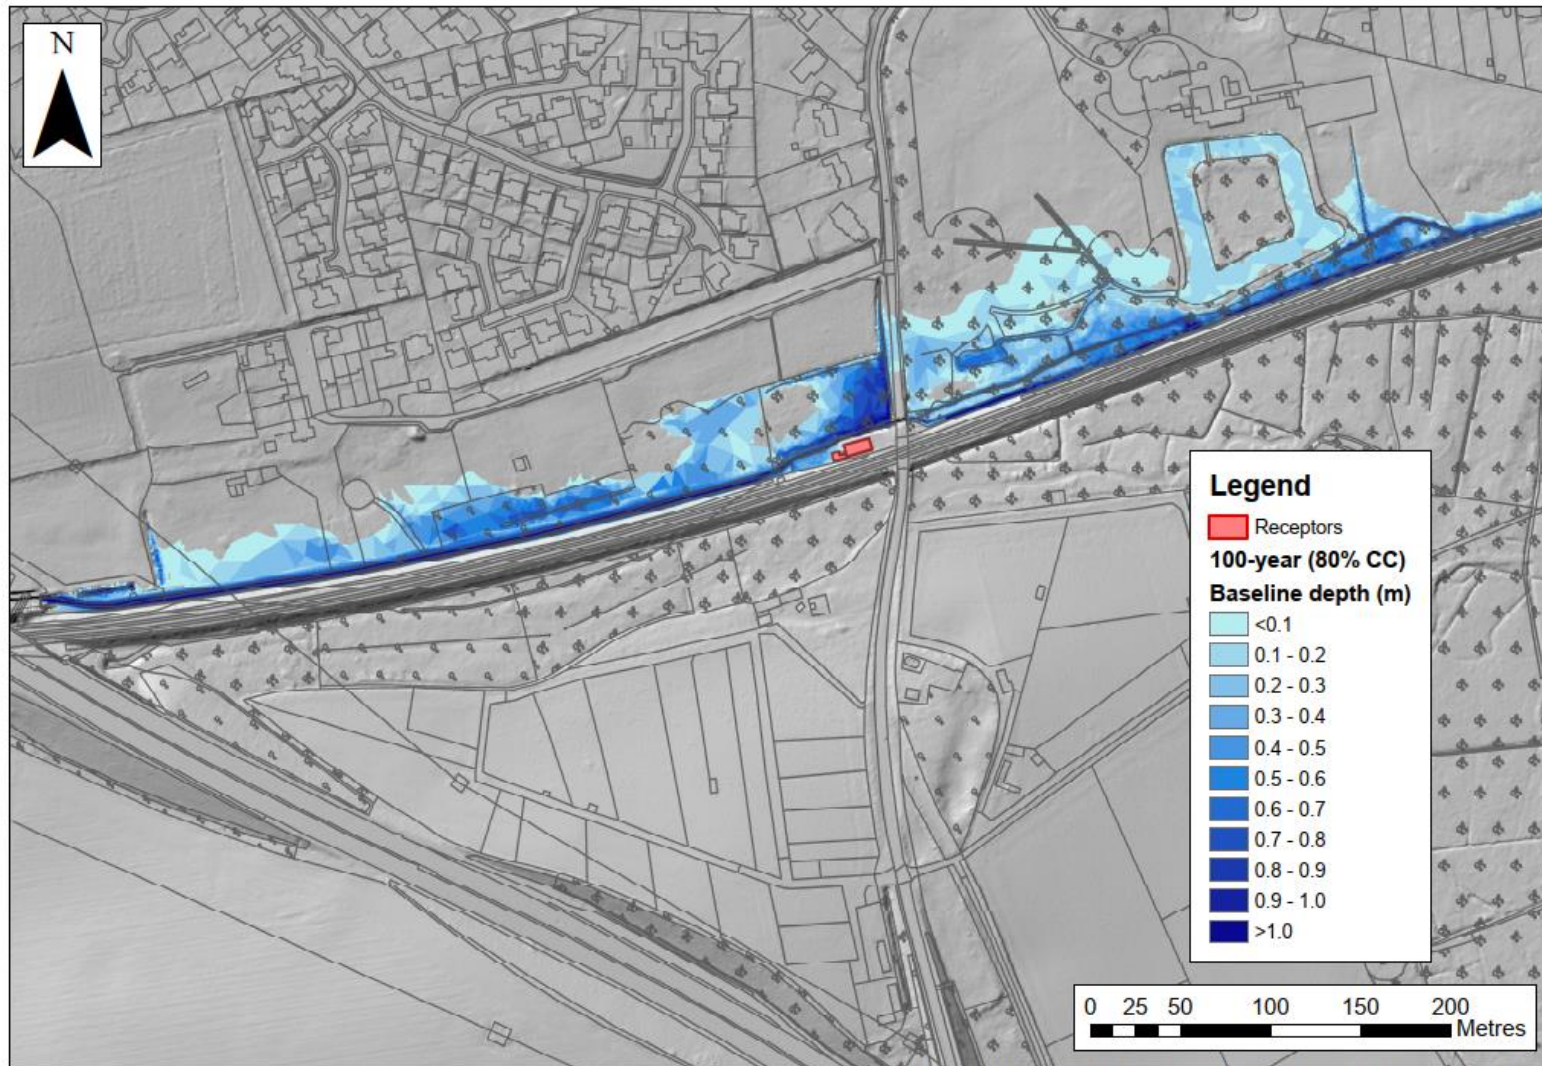 N
Legend
Receptors
100-year (80% CC)
Baseline depth (m)
<0.1
0.1 - 0.2
0.2 - 0.3
0.3 - 0.4
0.4 - 0.5
0.5 - 0.6
0.6 - 0.7
0.7 - 0.8
0.8 - 0.9
0.9 - 1.0
>1.0
0 25 50 100 150 200
Metres